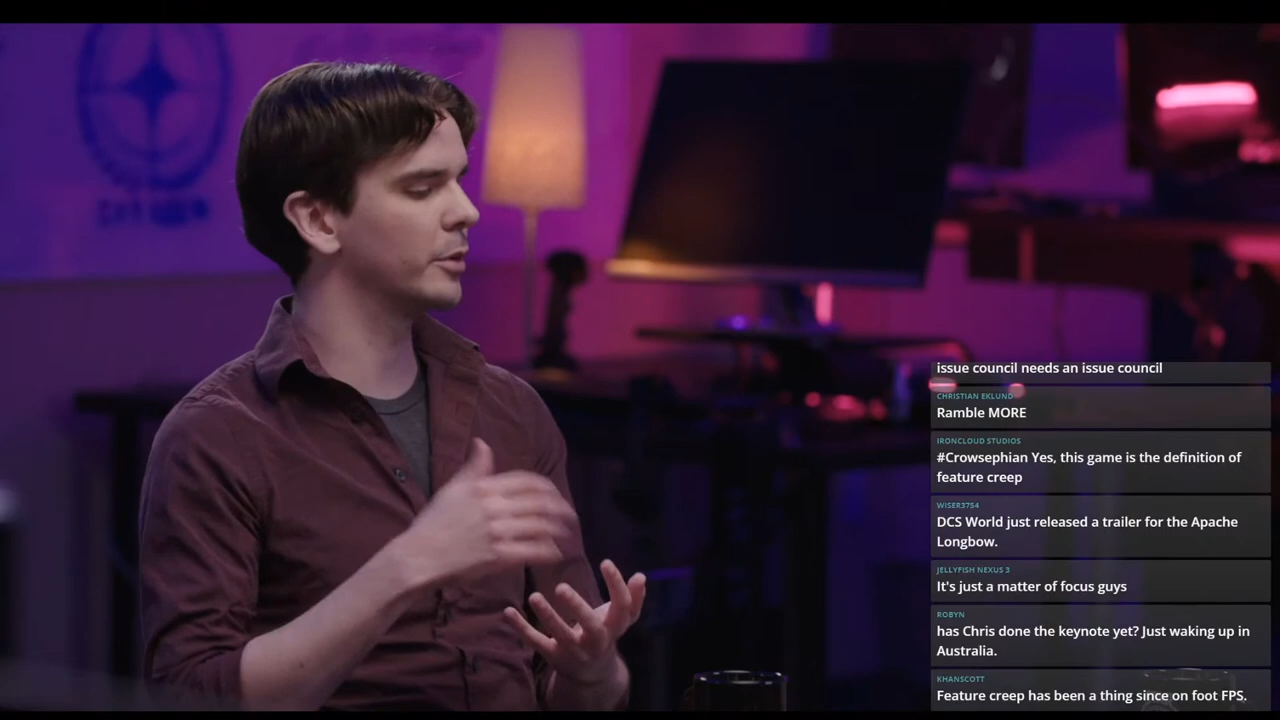 issue council needs an issue council
CHRISTIAN EKLUND
Ramble MORE
IRONCLOUD STUDIOS
#Crowsephian Yes, this game is the definition of
feature creep
WISER3754
DCS World just released a trailer for the Apache
Longbow.
JELLYFISH NEXUS 3
It's just a matter of focus guys
ROBYN
has Chris done the keynote yet? Just waking up in
Australia.
KHANSCOTT
Feature creep has been a thing since on foot FPS.